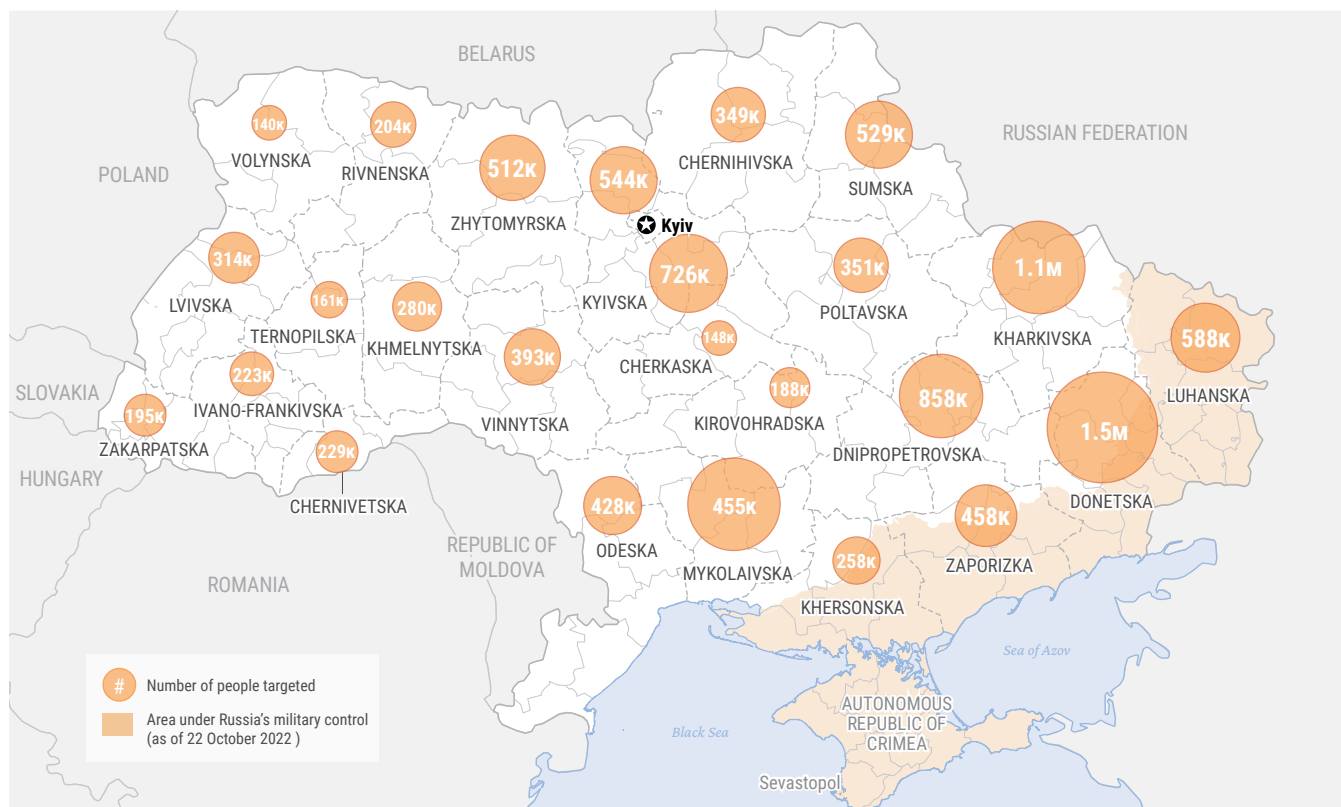 BELARUS
RUSSIAN FEDERATION
POLAND
SLOVAKIA
HUNGARY
ROMANIA
REPUBLIC OF
MOLDOVA
140K
VOLYNSKA
204K
RIVNENSKA
512K
ZHYTOMYRSKA
544K
Kyiv
349K
CHERNIHIVSKA
529K
SUMSKA
314K
LVIVSKA
161K
TERNOPILSKA
280K
KHMELNYTSKA
726K
KYIVSKA
351K
POLTAVSKA
1.1M
KHARKIVSKA
588K
LUHANSKA
393K
VINNYTSKA
148K
CHERKASKA
223K
IVANO-FRANKIVSKA
195K
ZAKARPATSKA
229K
CHERNIVETSKA
188K
KIROVOHRADSKA
858K
DNIPROPETROVSKA
1.5M
DONETSKA
428K
ODESKA
455K
MYKOLAIVSKA
458K
ZAPORIZKA
258K
KHERSONSKA
Sea of Azov
Black Sea
AUTONOMOUS
REPUBLIC OF
CRIMEA
Sevastopol
# Number of people targeted
Area under Russia's military control
(as of 22 October 2022 )